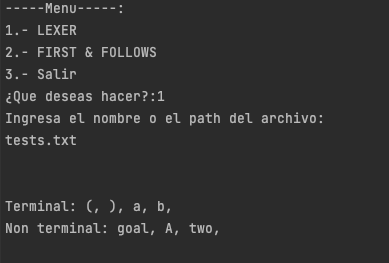 -----Menu-----:
1.- LEXER
2.- FIRST & FOLLOWS
3.- Salir
¿Que deseas hacer?:1
Ingresa el nombre o el path del archivo:
tests.txt
Terminal: (, ), a, b,
Non terminal: goal, A, two,